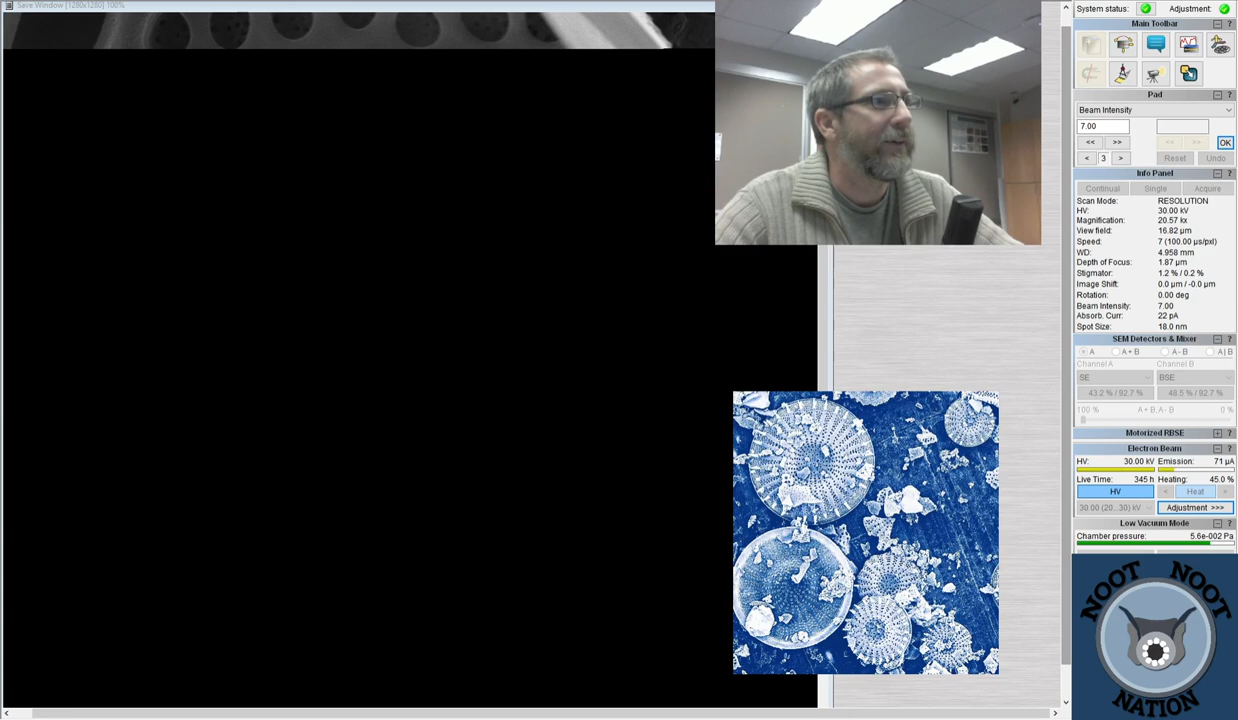 Save Window [1280x1280] 100%
System status: Adjustment:
Main Toolbar
Pad
Beam Intensity
7.00
<< >> << >> OK
< 3 > Reset Undo
Info Panel
Continual Single Acquire
Scan Mode: RESOLUTION
HV: 30.00 kV
Magnification: 20.57 kx
View field: 16.82 µm
Speed: 7 (100.00 µs/pxl)
WD: 4.958 mm
Depth of Focus: 1.87 µm
Stigmator: 1.2 % / 0.2 %
Image Shift: 0.0 µm / -0.0 µm
Rotation: 0.00 deg
Beam Intensity: 7.00
Absorb. Curr: 22 pA
Spot Size: 18.0 nm
SEM Detectors & Mixer
A A + B A - B A | B
Channel A Channel B
SE BSE
43.2 % / 92.7 % 48.5 % / 92.7 %
100 % A + B, A - B 0 %
Motorized RBSE
Electron Beam
HV: 30.00 kV Emission: 71 µA
Live Time: 345 h Heating: 45.0 %
HV < Heat >
30.00 (20...30) kV Adjustment >>>
Low Vacuum Mode
Chamber pressure: 5.6e-002 Pa
NOOT NOOT
NATION